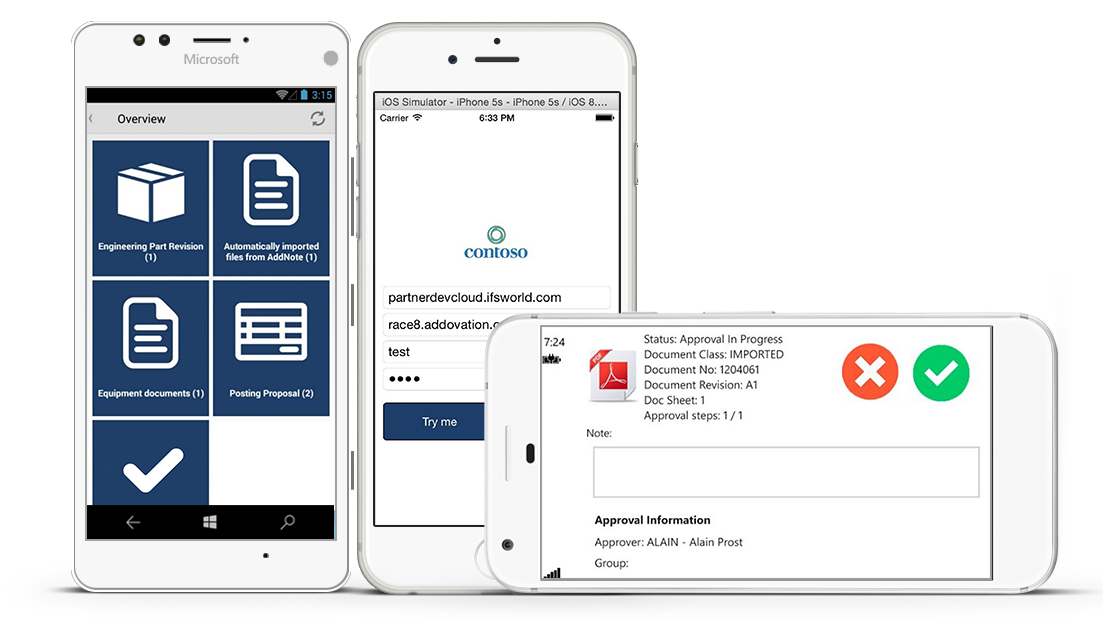 Microsoft
3:15
Overview
Engineering Part Revision
(1)
Automatically imported
files from AddNote (1)
Equipment documents (1)
Posting Proposal (2)
iOS Simulator - iPhone 5s - iPhone 5s / iOS 8....
Carrier
6:33 PM
contoso
partnerdevcloud.ifsworld.com
race8.addovation.c
test
Try me
7:24
PDF
Status: Approval In Progress
Document Class: IMPORTED
Document No: 1204061
Document Revision: A1
Doc Sheet: 1
Approval steps: 1 / 1
Note:
Approval Information
Approver: ALAIN - Alain Prost
Group: